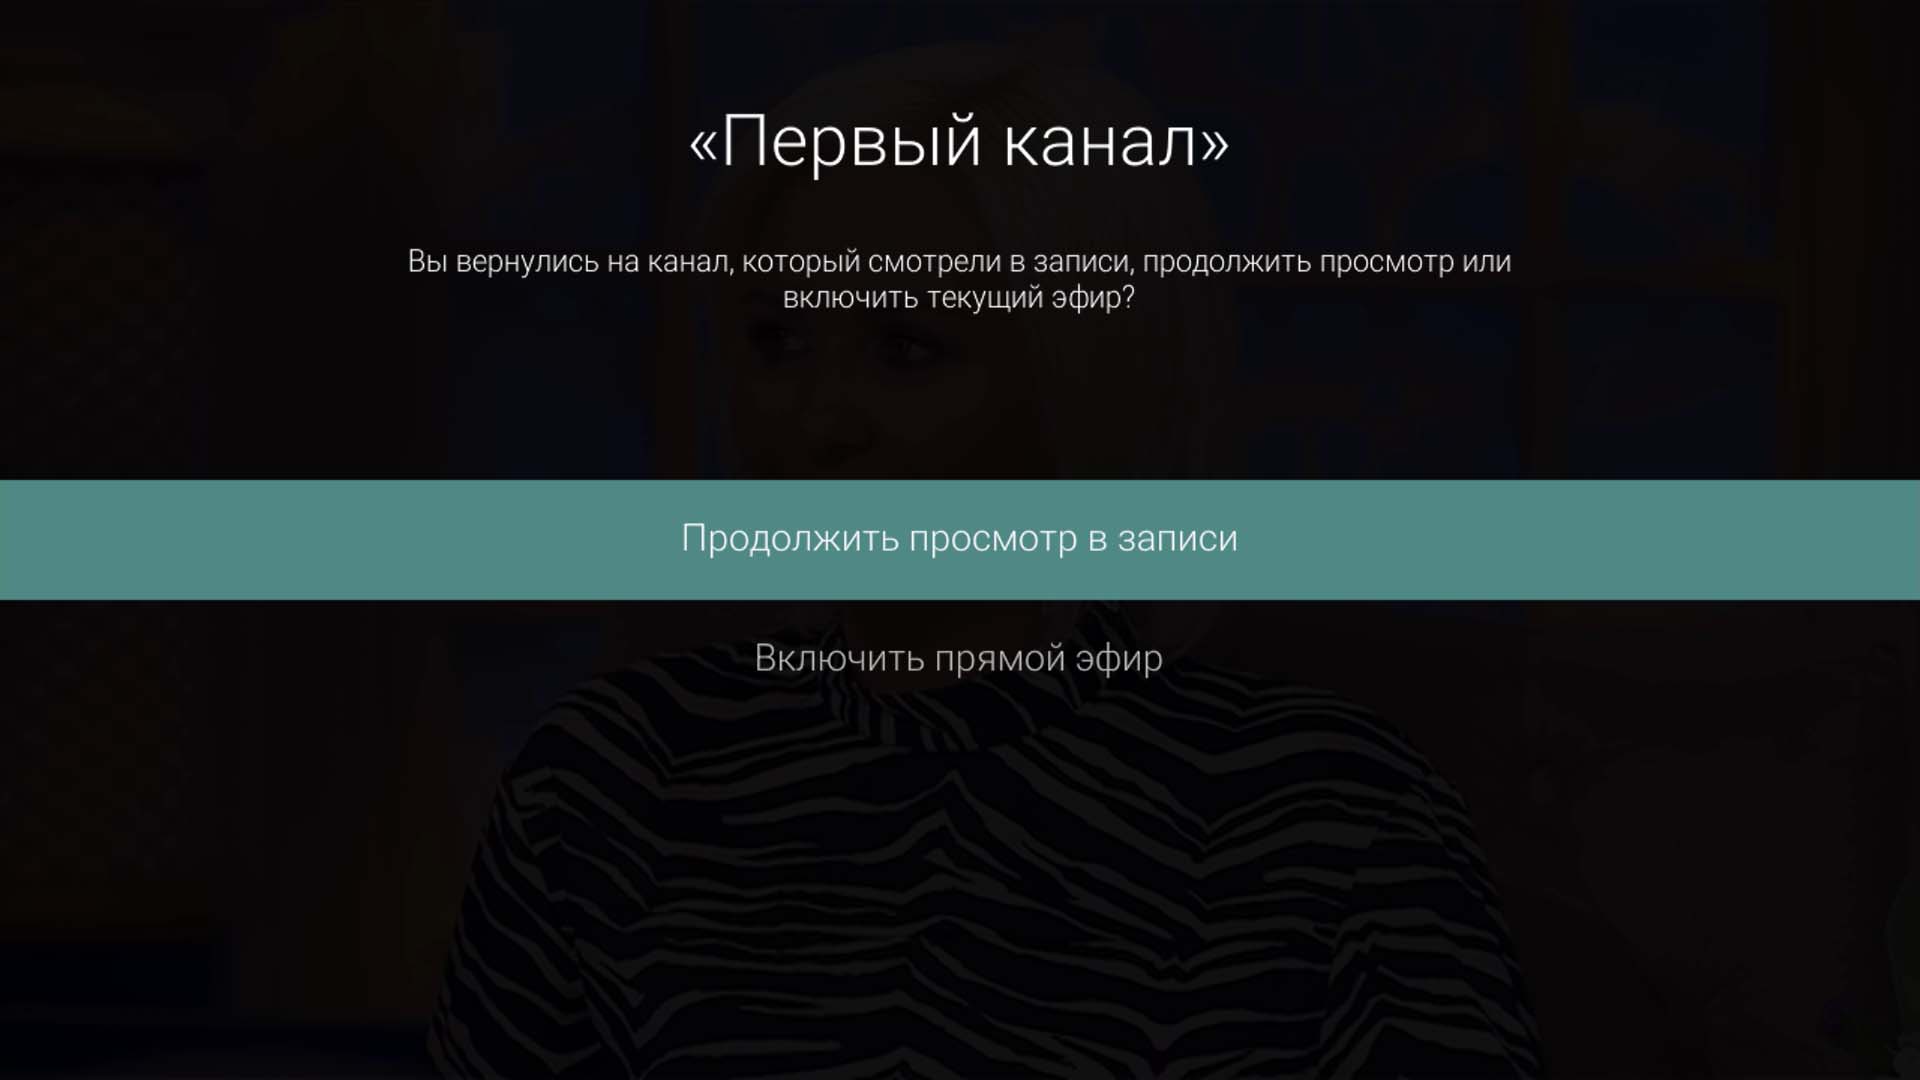 «Первый канал»
Вы вернулись на канал, который смотрели в записи, продолжить просмотр или
включить текущий эфир?
Продолжить просмотр в записи
Включить прямой эфир